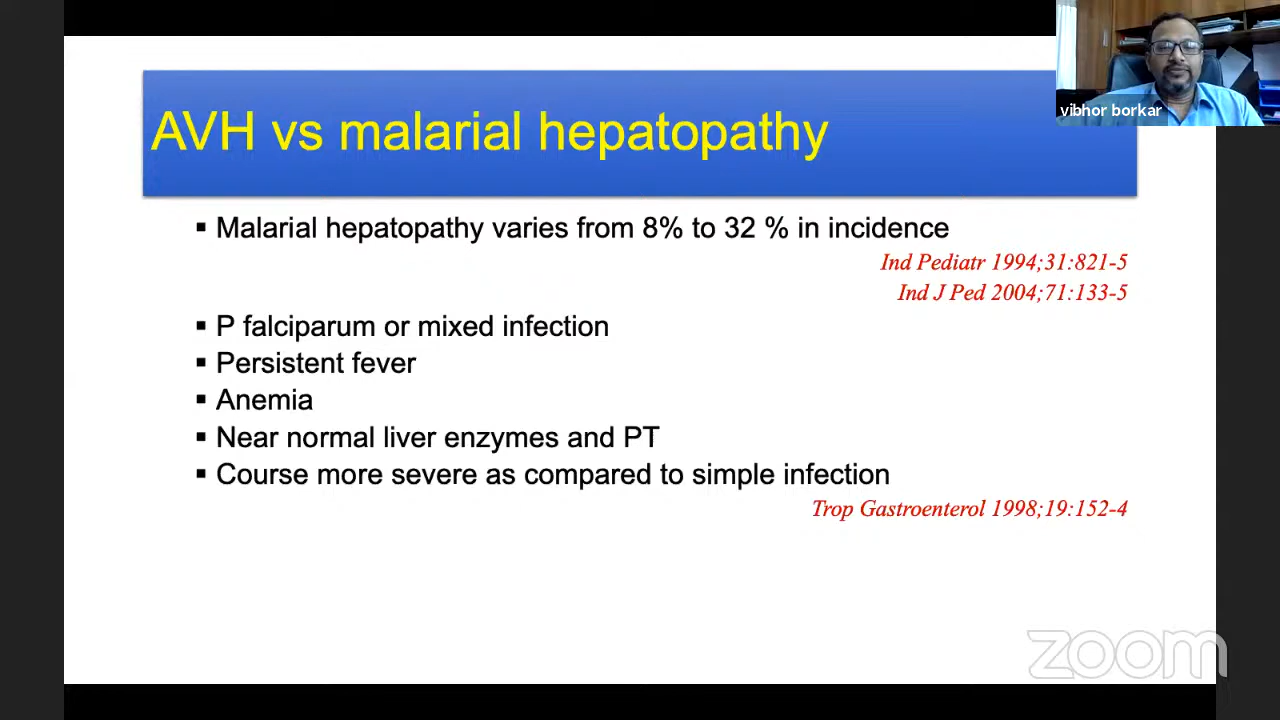 vibhor borkar
AVH vs malarial hepatopathy
▪ Malarial hepatopathy varies from 8% to 32 % in incidence
Ind Pediatr 1994;31:821-5
Ind J Ped 2004;71:133-5
▪ P falciparum or mixed infection
▪ Persistent fever
▪ Anemia
▪ Near normal liver enzymes and PT
▪ Course more severe as compared to simple infection
Trop Gastroenterol 1998;19:152-4
zoom